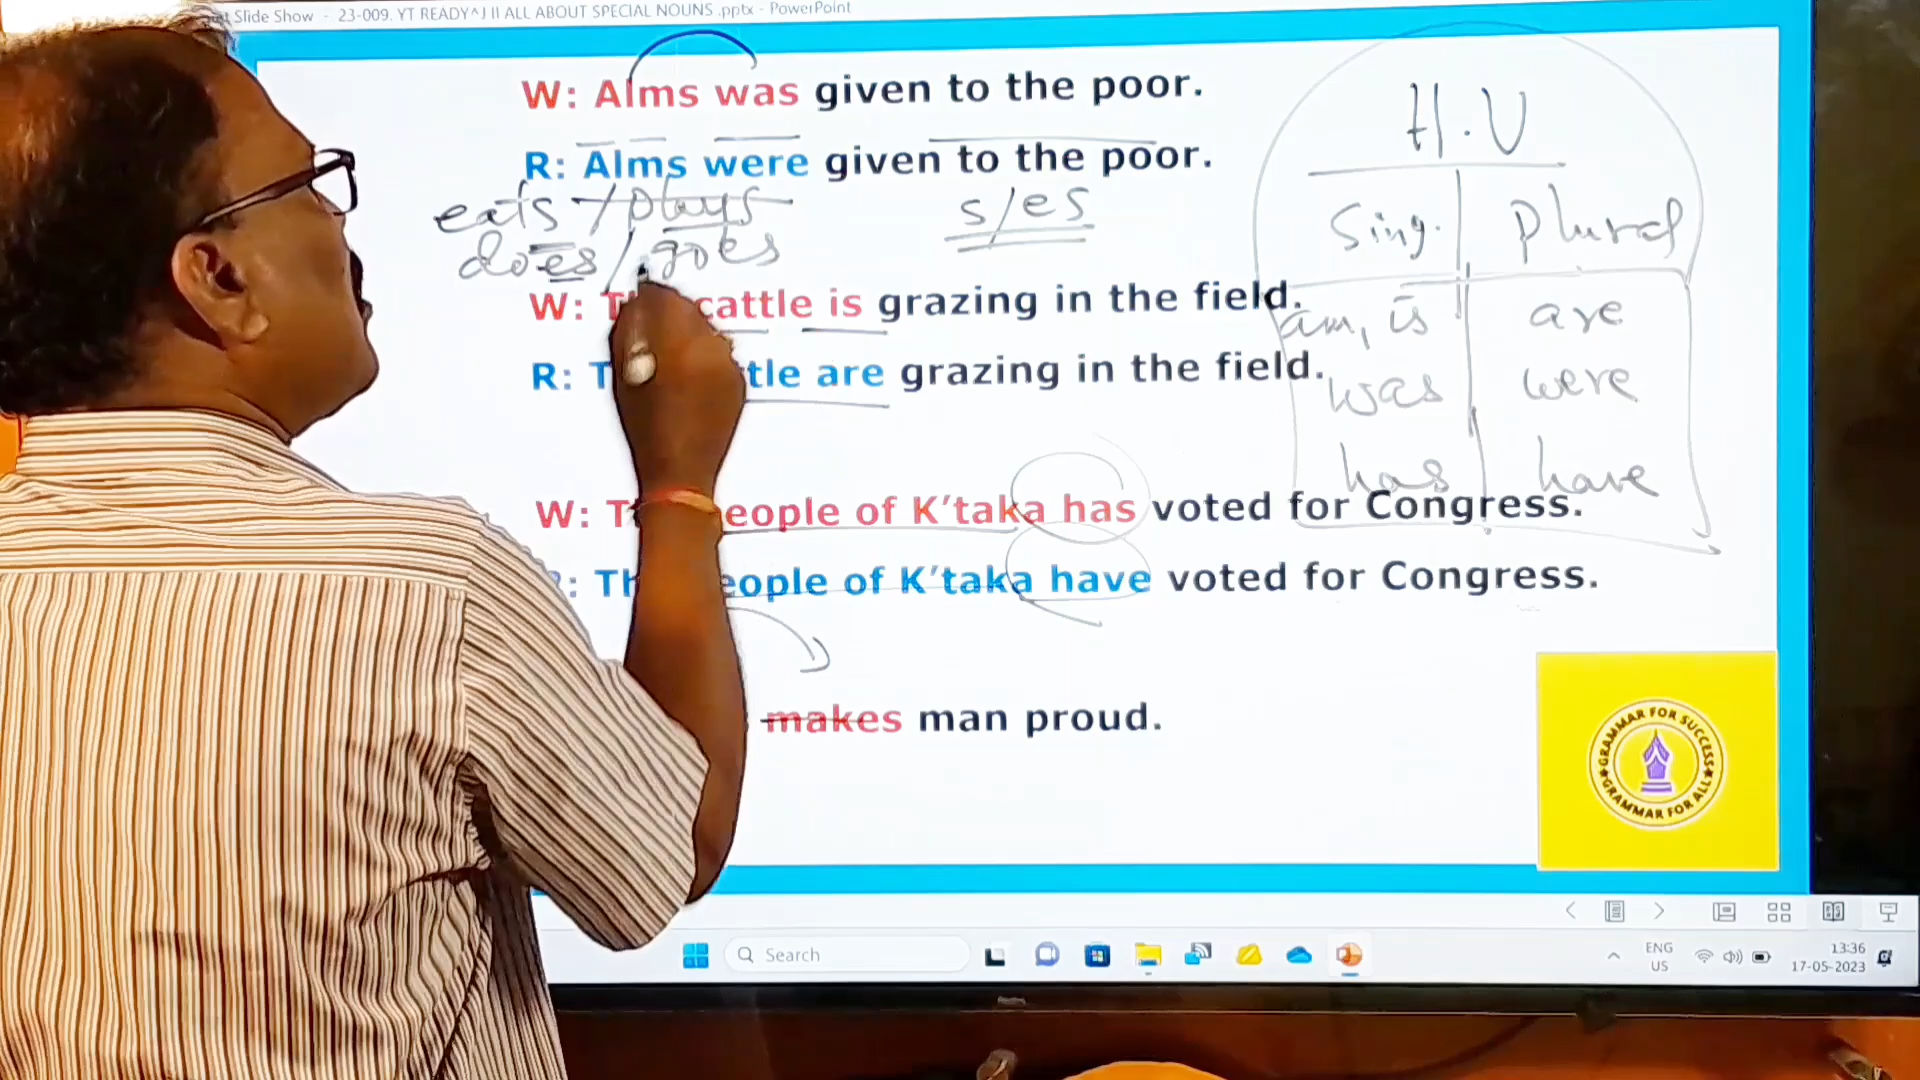 Slide Show - 23-009. YT READY^J II ALL ABOUT SPECIAL NOUNS .pptx - PowerPoint
W: Alms was given to the poor.
R: Alms were given to the poor.
eats / plays
s/es
does / goes
W: cattle is grazing in the field.
R: are grazing in the field.
W: of K'taka has voted for Congress.
of K'taka have voted for Congress.
makes man proud.
H.V
Sing. Plural
am, is are
was were
has have
GRAMMAR FOR SUCCESS
GRAMMAR FOR ALL
Search
ENG
US
13:36
17-05-2023